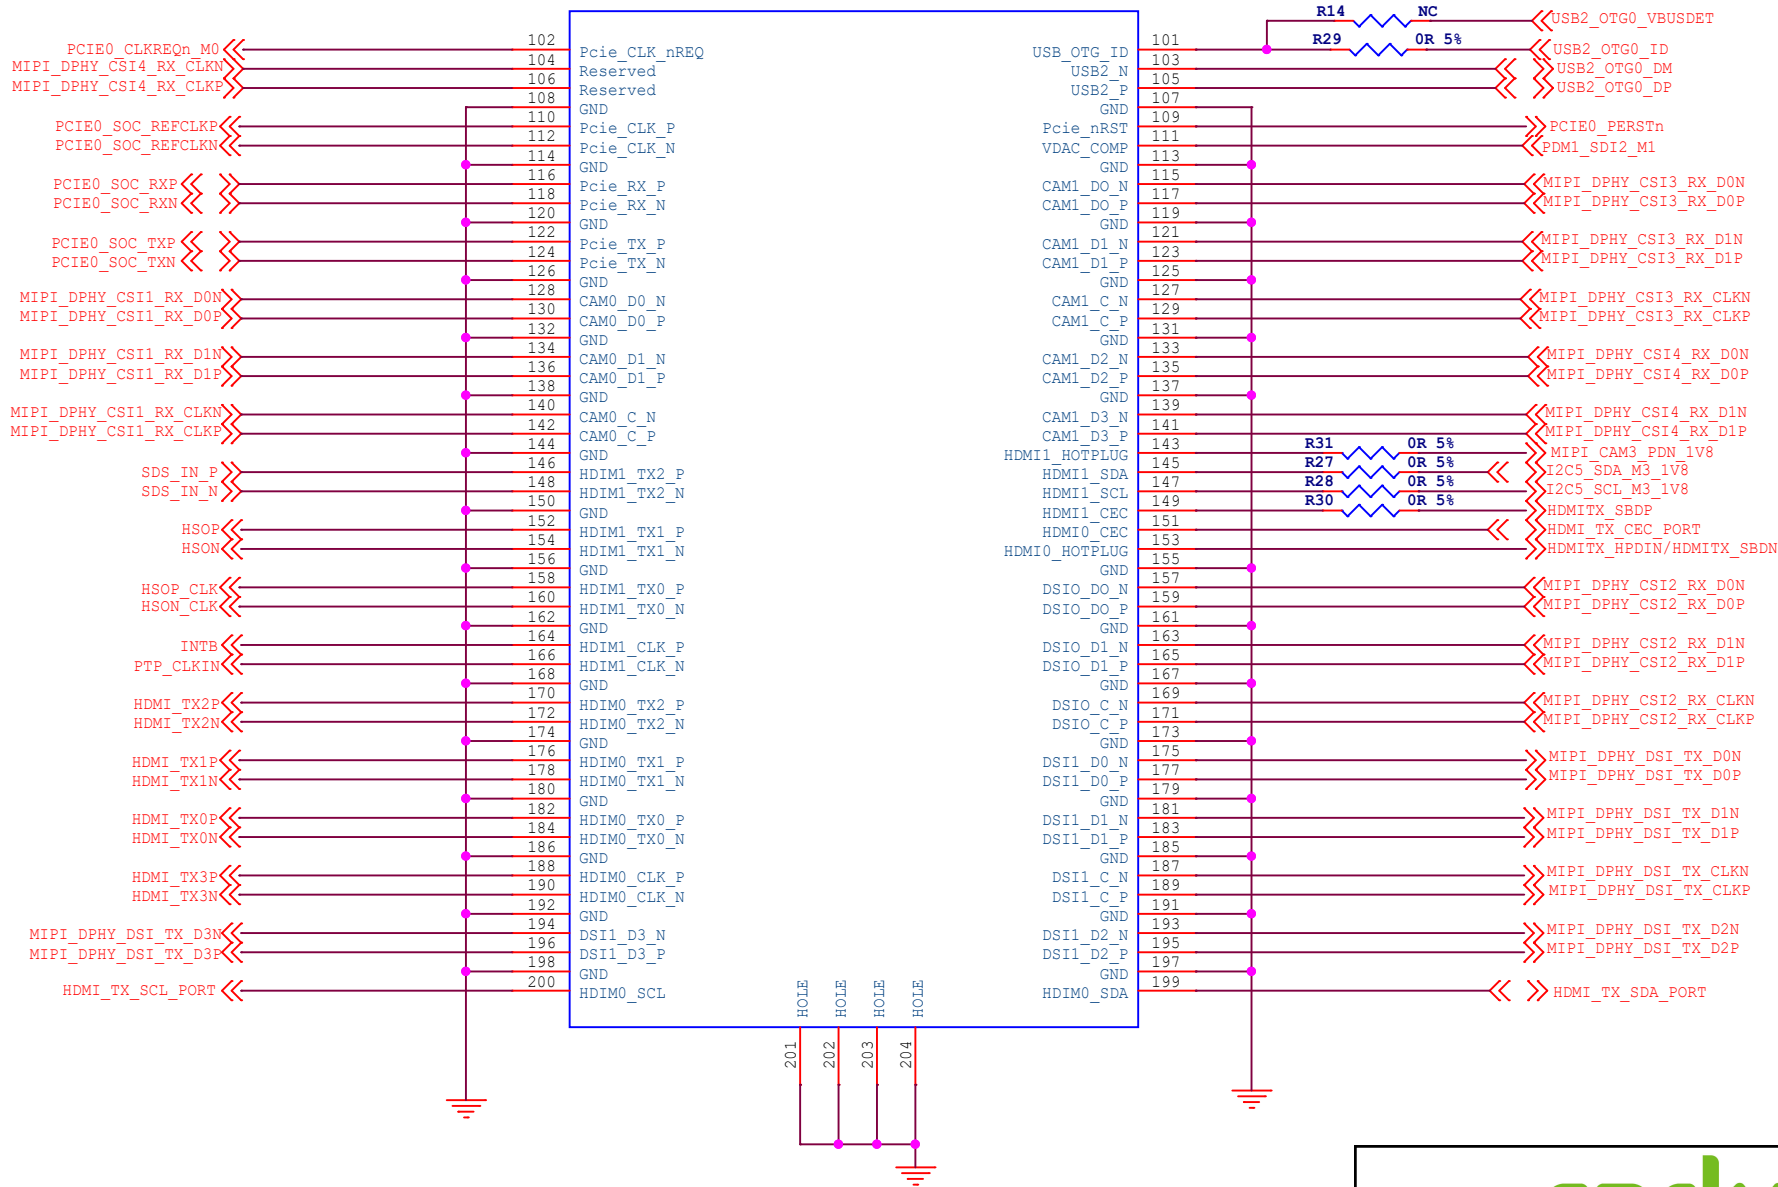 R14 NC USB2_OTG0_VBUSDET
PCIE0_CLKREQn_M0 102 Pcie_CLK_nREQ USB_OTG_ID 101 R29 0R 5% USB2_OTG0_ID
MIPI_DPHY_CSI4_RX_CLKN 104 Reserved USB2_N 103 USB2_OTG0_DM
MIPI_DPHY_CSI4_RX_CLKP 106 Reserved USB2_P 105 USB2_OTG0_DP
108 GND GND 107
PCIE0_SOC_REFCLKP 110 Pcie_CLK_P Pcie_nRST 109 PCIE0_PERSTn
PCIE0_SOC_REFCLKN 112 Pcie_CLK_N VDAC_COMP 111 PDM1_SDI2_M1
114 GND GND 113
PCIE0_SOC_RXP 116 Pcie_RX_P CAM1_DO_N 115 MIPI_DPHY_CSI3_RX_D0N
PCIE0_SOC_RXN 118 Pcie_RX_N CAM1_DO_P 117 MIPI_DPHY_CSI3_RX_D0P
120 GND GND 119
PCIE0_SOC_TXP 122 Pcie_TX_P CAM1_D1_N 121 MIPI_DPHY_CSI3_RX_D1N
PCIE0_SOC_TXN 124 Pcie_TX_N CAM1_D1_P 123 MIPI_DPHY_CSI3_RX_D1P
126 GND GND 125
MIPI_DPHY_CSI1_RX_D0N 128 CAM0_D0_N CAM1_C_N 127 MIPI_DPHY_CSI3_RX_CLKN
MIPI_DPHY_CSI1_RX_D0P 130 CAM0_D0_P CAM1_C_P 129 MIPI_DPHY_CSI3_RX_CLKP
132 GND GND 131
MIPI_DPHY_CSI1_RX_D1N 134 CAM0_D1_N CAM1_D2_N 133 MIPI_DPHY_CSI4_RX_D0N
MIPI_DPHY_CSI1_RX_D1P 136 CAM0_D1_P CAM1_D2_P 135 MIPI_DPHY_CSI4_RX_D0P
138 GND GND 137
MIPI_DPHY_CSI1_RX_CLKN 140 CAM0_C_N CAM1_D3_N 139 MIPI_DPHY_CSI4_RX_D1N
MIPI_DPHY_CSI1_RX_CLKP 142 CAM0_C_P CAM1_D3_P 141 MIPI_DPHY_CSI4_RX_D1P
144 GND HDMI1_HOTPLUG 143 R31 0R 5% MIPI_CAM3_PDN_1V8
SDS_IN_P 146 HDIM1_TX2_P HDMI1_SDA 145 R27 0R 5% I2C5_SDA_M3_1V8
SDS_IN_N 148 HDIM1_TX2_N HDMI1_SCL 147 R28 0R 5% I2C5_SCL_M3_1V8
150 GND HDMI1_CEC 149 R30 0R 5% HDMITX_SBDP
HSOP 152 HDIM1_TX1_P HDMI0_CEC 151 HDMI_TX_CEC_PORT
HSON 154 HDIM1_TX1_N HDMI0_HOTPLUG 153 HDMITX_HPDIN/HDMITX_SBDN
156 GND GND 155
HSOP_CLK 158 HDIM1_TX0_P DSIO_DO_N 157 MIPI_DPHY_CSI2_RX_D0N
HSON_CLK 160 HDIM1_TX0_N DSIO_DO_P 159 MIPI_DPHY_CSI2_RX_D0P
162 GND GND 161
INTB 164 HDIM1_CLK_P DSIO_D1_N 163 MIPI_DPHY_CSI2_RX_D1N
PTP_CLKIN 166 HDIM1_CLK_N DSIO_D1_P 165 MIPI_DPHY_CSI2_RX_D1P
168 GND GND 167
HDMI_TX2P 170 HDIM0_TX2_P DSIO_C_N 169 MIPI_DPHY_CSI2_RX_CLKN
HDMI_TX2N 172 HDIM0_TX2_N DSIO_C_P 171 MIPI_DPHY_CSI2_RX_CLKP
174 GND GND 173
HDMI_TX1P 176 HDIM0_TX1_P DSI1_D0_N 175 MIPI_DPHY_DSI_TX_D0N
HDMI_TX1N 178 HDIM0_TX1_N DSI1_D0_P 177 MIPI_DPHY_DSI_TX_D0P
180 GND GND 179
HDMI_TX0P 182 HDIM0_TX0_P DSI1_D1_N 181 MIPI_DPHY_DSI_TX_D1N
HDMI_TX0N 184 HDIM0_TX0_N DSI1_D1_P 183 MIPI_DPHY_DSI_TX_D1P
186 GND GND 185
HDMI_TX3P 188 HDIM0_CLK_P DSI1_C_N 187 MIPI_DPHY_DSI_TX_CLKN
HDMI_TX3N 190 HDIM0_CLK_N DSI1_C_P 189 MIPI_DPHY_DSI_TX_CLKP
192 GND GND 191
MIPI_DPHY_DSI_TX_D3N 194 DSI1_D3_N DSI1_D2_N 193 MIPI_DPHY_DSI_TX_D2N
MIPI_DPHY_DSI_TX_D3P 196 DSI1_D3_P DSI1_D2_P 195 MIPI_DPHY_DSI_TX_D2P
198 GND GND 197
HDMI_TX_SCL_PORT 200 HDIM0_SCL HDIM0_SDA 199 HDMI_TX_SDA_PORT
HOLE HOLE HOLE HOLE
201 202 203 204